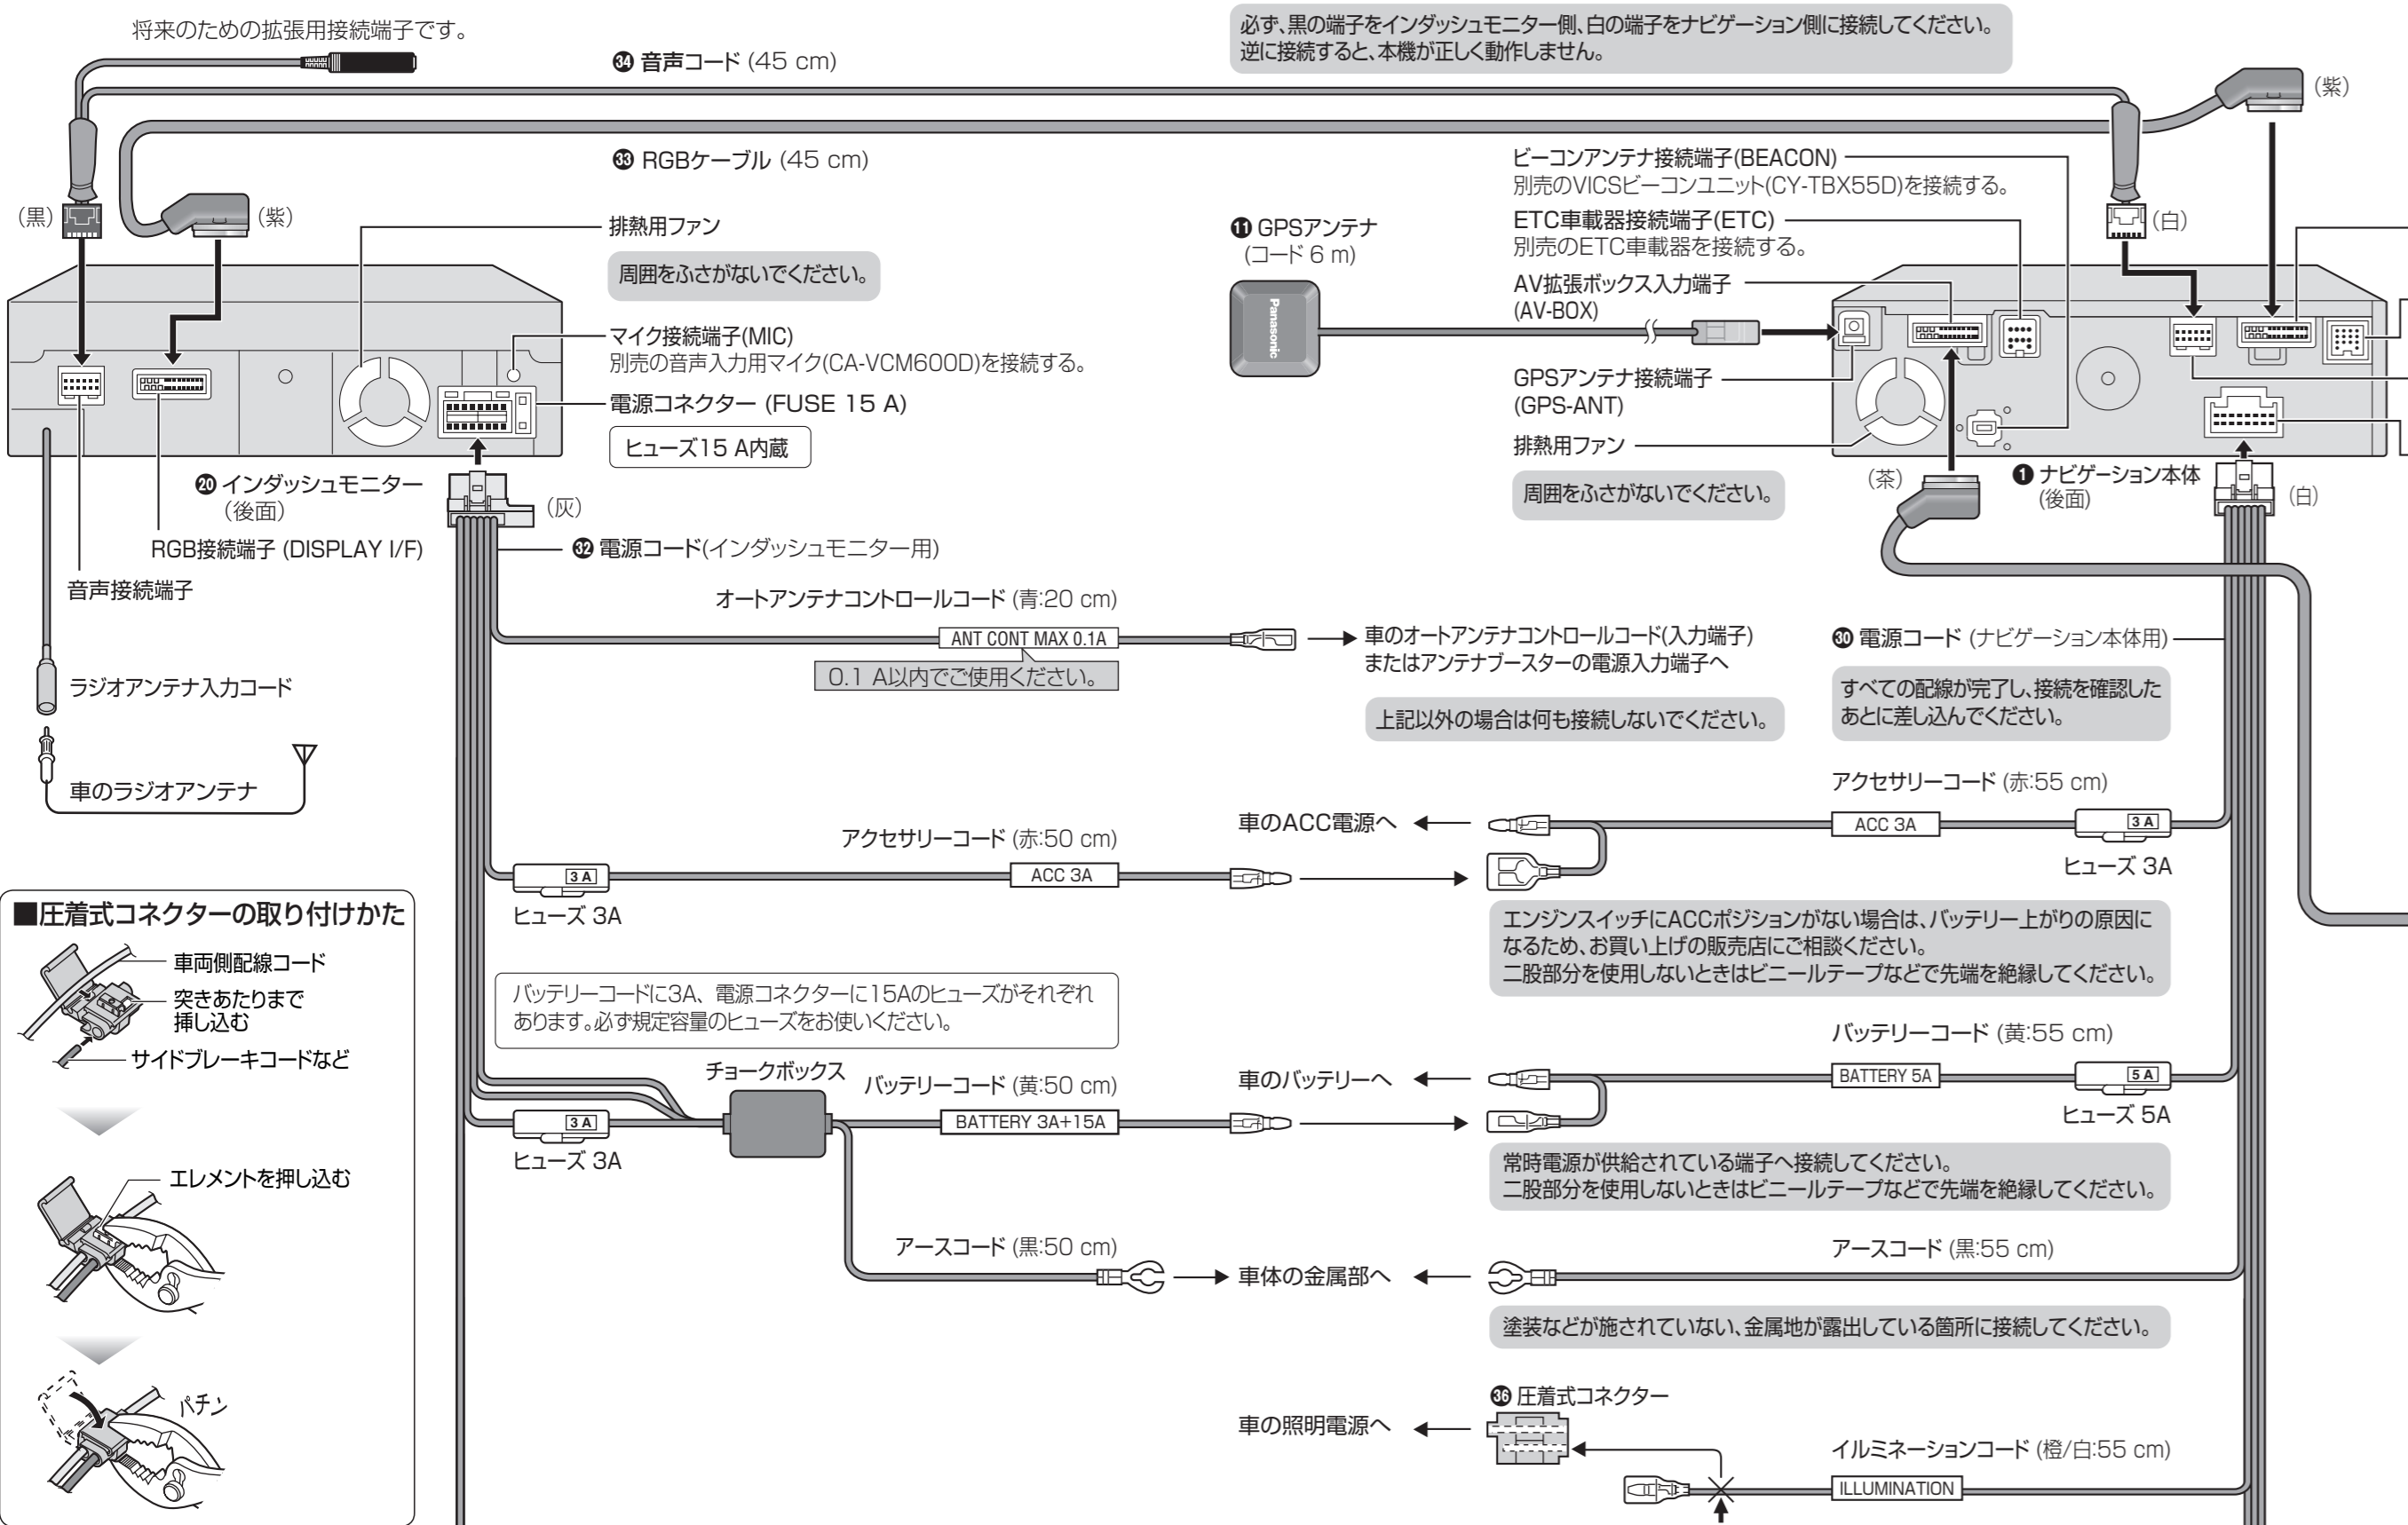 将来のための拡張用接続端子です。
㉞ 音声コード (45 cm)
必ず、黒の端子をインダッシュモニター側、白の端子をナビゲーション側に接続してください。
逆に接続すると、本機が正しく動作しません。
(紫)
㉝ RGBケーブル (45 cm)
(黒)
(紫)
排熱用ファン
周囲をふさがないでください。
マイク接続端子(MIC)
別売の音声入力用マイク(CA-VCM600D)を接続する。
電源コネクター (FUSE 15 A)
ヒューズ15 A内蔵
⓴ インダッシュモニター
(後面)
RGB接続端子 (DISPLAY I/F)
音声接続端子
(灰)
㉜ 電源コード(インダッシュモニター用)
ラジオアンテナ入力コード
車のラジオアンテナ
⓫ GPSアンテナ
(コード 6 m)
Panasonic
ビーコンアンテナ接続端子(BEACON)
別売のVICSビーコンユニット(CY-TBX55D)を接続する。
ETC車載器接続端子(ETC)
別売のETC車載器を接続する。
AV拡張ボックス入力端子
(AV-BOX)
GPSアンテナ接続端子
(GPS-ANT)
排熱用ファン
周囲をふさがないでください。
(白)
(茶)
❶ ナビゲーション本体
(後面)
(白)
㉚ 電源コード (ナビゲーション本体用)
すべての配線が完了し、接続を確認した
あとに差し込んでください。
オートアンテナコントロールコード (青:20 cm)
ANT CONT MAX 0.1A
0.1 A以内でご使用ください。
車のオートアンテナコントロールコード(入力端子)
またはアンテナブースターの電源入力端子へ
上記以外の場合は何も接続しないでください。
アクセサリーコード (赤:50 cm)
3 A
ACC 3A
ヒューズ 3A
車のACC電源へ
アクセサリーコード (赤:55 cm)
ACC 3A
3 A
ヒューズ 3A
エンジンスイッチにACCポジションがない場合は、バッテリー上がりの原因に
なるため、お買い上げの販売店にご相談ください。
二股部分を使用しないときはビニールテープなどで先端を絶縁してください。
バッテリーコードに3A、電源コネクターに15Aのヒューズがそれぞれ
あります。必ず規定容量のヒューズをお使いください。
チョークボックス
バッテリーコード (黄:50 cm)
3 A
BATTERY 3A+15A
ヒューズ 3A
車のバッテリーへ
バッテリーコード (黄:55 cm)
BATTERY 5A
5 A
ヒューズ 5A
常時電源が供給されている端子へ接続してください。
二股部分を使用しないときはビニールテープなどで先端を絶縁してください。
アースコード (黒:50 cm)
車体の金属部へ
アースコード (黒:55 cm)
塗装などが施されていない、金属地が露出している箇所に接続してください。
㊱ 圧着式コネクター
車の照明電源へ
イルミネーションコード (橙/白:55 cm)
ILLUMINATION
■圧着式コネクターの取り付けかた
車両側配線コード
突きあたりまで
挿し込む
サイドブレーキコードなど
エレメントを押し込む
パチン